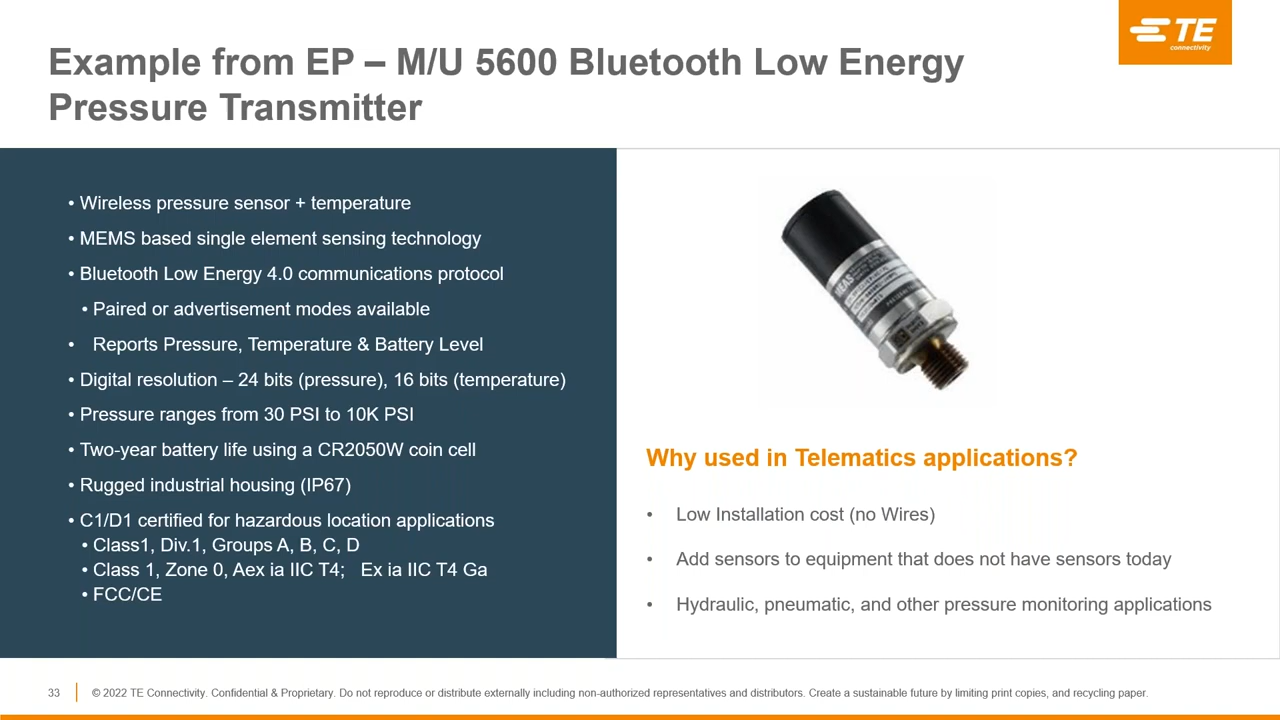 Example from EP – M/U 5600 Bluetooth Low Energy
Pressure Transmitter
TE
connectivity
• Wireless pressure sensor + temperature
• MEMS based single element sensing technology
• Bluetooth Low Energy 4.0 communications protocol
• Paired or advertisement modes available
• Reports Pressure, Temperature & Battery Level
• Digital resolution – 24 bits (pressure), 16 bits (temperature)
• Pressure ranges from 30 PSI to 10K PSI
• Two-year battery life using a CR2050W coin cell
• Rugged industrial housing (IP67)
• C1/D1 certified for hazardous location applications
• Class1, Div.1, Groups A, B, C, D
• Class 1, Zone 0, Aex ia IIC T4; Ex ia IIC T4 Ga
• FCC/CE
MEAS
Why used in Telematics applications?
• Low Installation cost (no Wires)
• Add sensors to equipment that does not have sensors today
• Hydraulic, pneumatic, and other pressure monitoring applications
33
© 2022 TE Connectivity. Confidential & Proprietary. Do not reproduce or distribute externally including non-authorized representatives and distributors. Create a sustainable future by limiting print copies, and recycling paper.